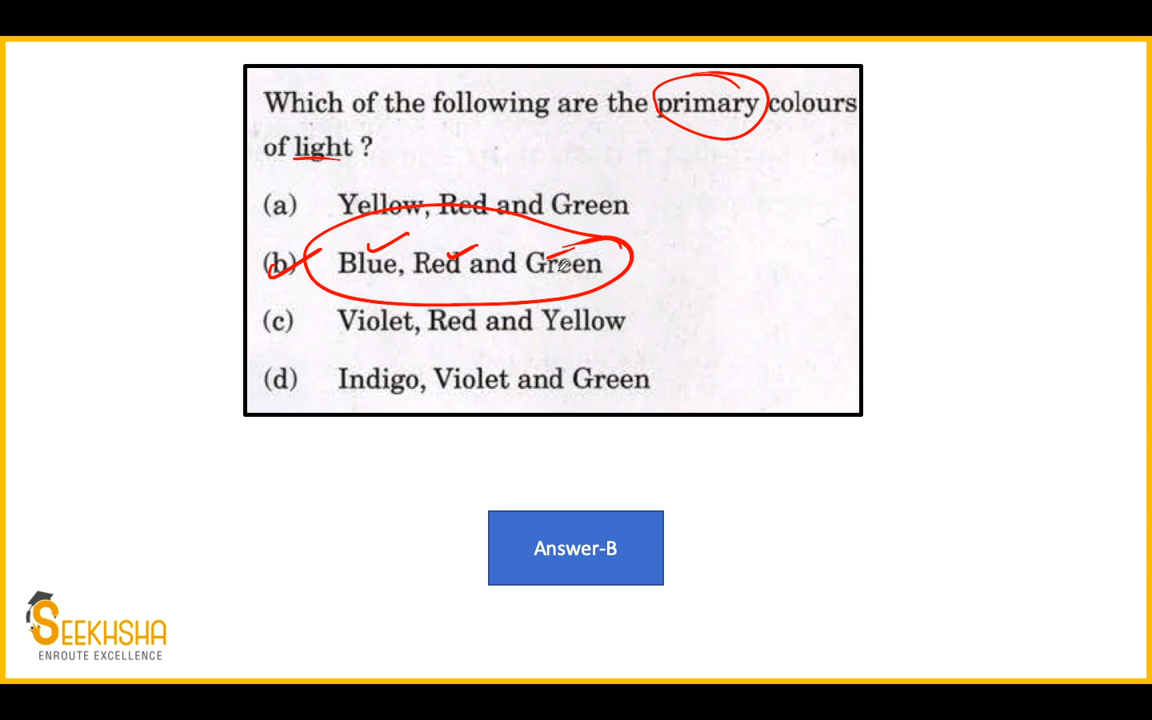 Which of the following are the primary colours
of light ?
(a) Yellow, Red and Green
(b) Blue, Red and Green
(c) Violet, Red and Yellow
(d) Indigo, Violet and Green
Answer-B
SEEKHSHA
ENROUTE EXCELLENCE